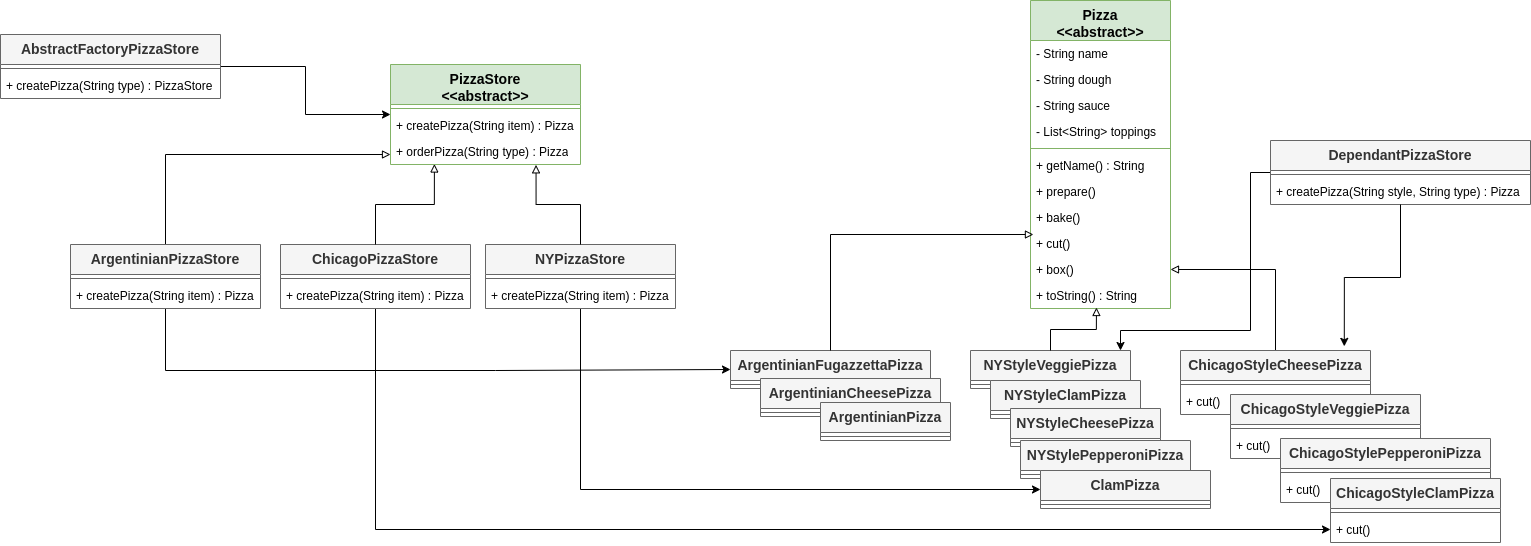 AbstractFactoryPizzaStore
+ createPizza(String type) : PizzaStore
PizzaStore
<<abstract>>
+ createPizza(String item) : Pizza
+ orderPizza(String type) : Pizza
Pizza
<<abstract>>
- String name
- String dough
- String sauce
- List<String> toppings
+ getName() : String
+ prepare()
+ bake()
+ cut()
+ box()
+ toString() : String
DependantPizzaStore
+ createPizza(String style, String type) : Pizza
ArgentinianPizzaStore
+ createPizza(String item) : Pizza
ChicagoPizzaStore
+ createPizza(String item) : Pizza
NYPizzaStore
+ createPizza(String item) : Pizza
ArgentinianFugazzettaPizza
ArgentinianCheesePizza
ArgentinianPizza
NYStyleVeggiePizza
NYStyleClamPizza
NYStyleCheesePizza
NYStylePepperoniPizza
ClamPizza
ChicagoStyleCheesePizza
+ cut()
ChicagoStyleVeggiePizza
+ cut()
ChicagoStylePepperoniPizza
+ cut()
ChicagoStyleClamPizza
+ cut()